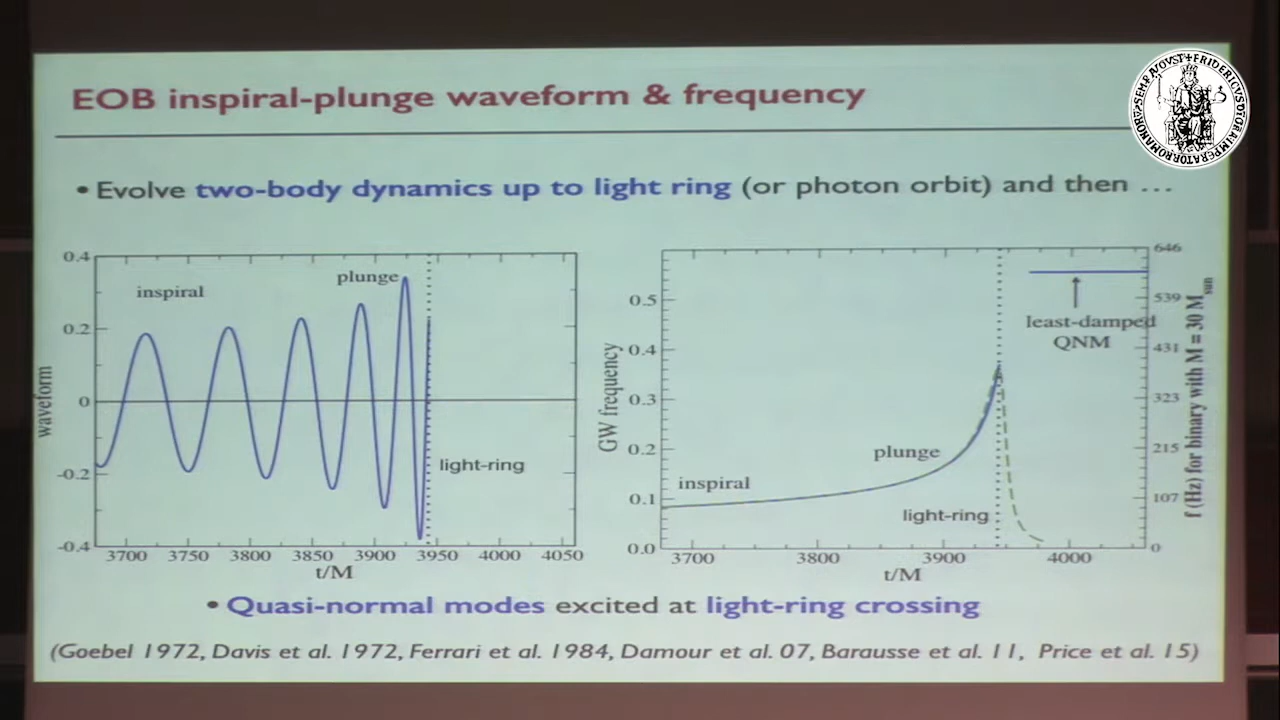 EOB inspiral-plunge waveform & frequency
• Evolve two-body dynamics up to light ring (or photon orbit) and then ...
0.4
0.2
0
-0.2
-0.4
waveform
inspiral
plunge
light-ring
3700 3750 3800 3850 3900 3950 4000 4050
t/M
0.5
0.4
0.3
0.2
0.1
0.0
GW frequency
inspiral
plunge
light-ring
least-damped
QNM
3700 3800 3900 4000
t/M
646
539
431
323
215
107
0
f (Hz) for binary with M = 30 Msun
• Quasi-normal modes excited at light-ring crossing
(Goebel 1972, Davis et al. 1972, Ferrari et al. 1984, Damour et al. 07, Barausse et al. 11, Price et al. 15)